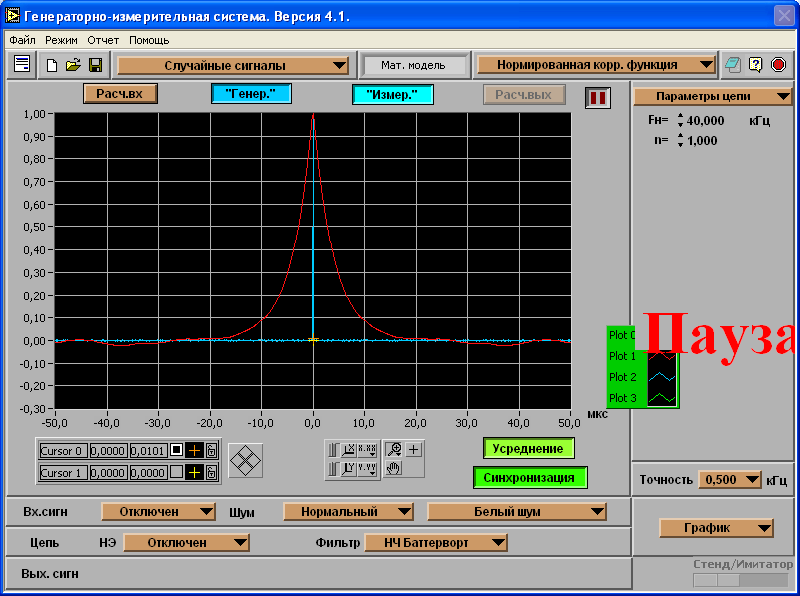 Генераторно-измерительная система. Версия 4.1.
Файл Режим Отчет Помощь
Случайные сигналы Мат. модель Нормированная корр. функция
Расч.вх "Генер." "Измер." Расч.вых
Параметры цепи
Fн= 40,000 кГц
n= 1,000
1,00
0,90
0,80
0,70
0,60
0,50
0,40
0,30
0,20
0,10
0,00
-0,10
-0,20
-0,30
-50,0 -40,0 -30,0 -20,0 -10,0 0,0 10,0 20,0 30,0 40,0 50,0 мкс
Plot 0
Plot 1
Plot 2
Plot 3
Пауза
Cursor 0 0,0000 0,0101
Cursor 1 0,0000 0,0000
X X.XX
Y Y.YY
Усреднение
Синхронизация
Точность 0,500 кГц
Вх.сигн Отключен Шум Нормальный Белый шум
График
Цепь НЭ Отключен Фильтр НЧ Баттерворт
Стенд/Имитатор
Вых. сигн